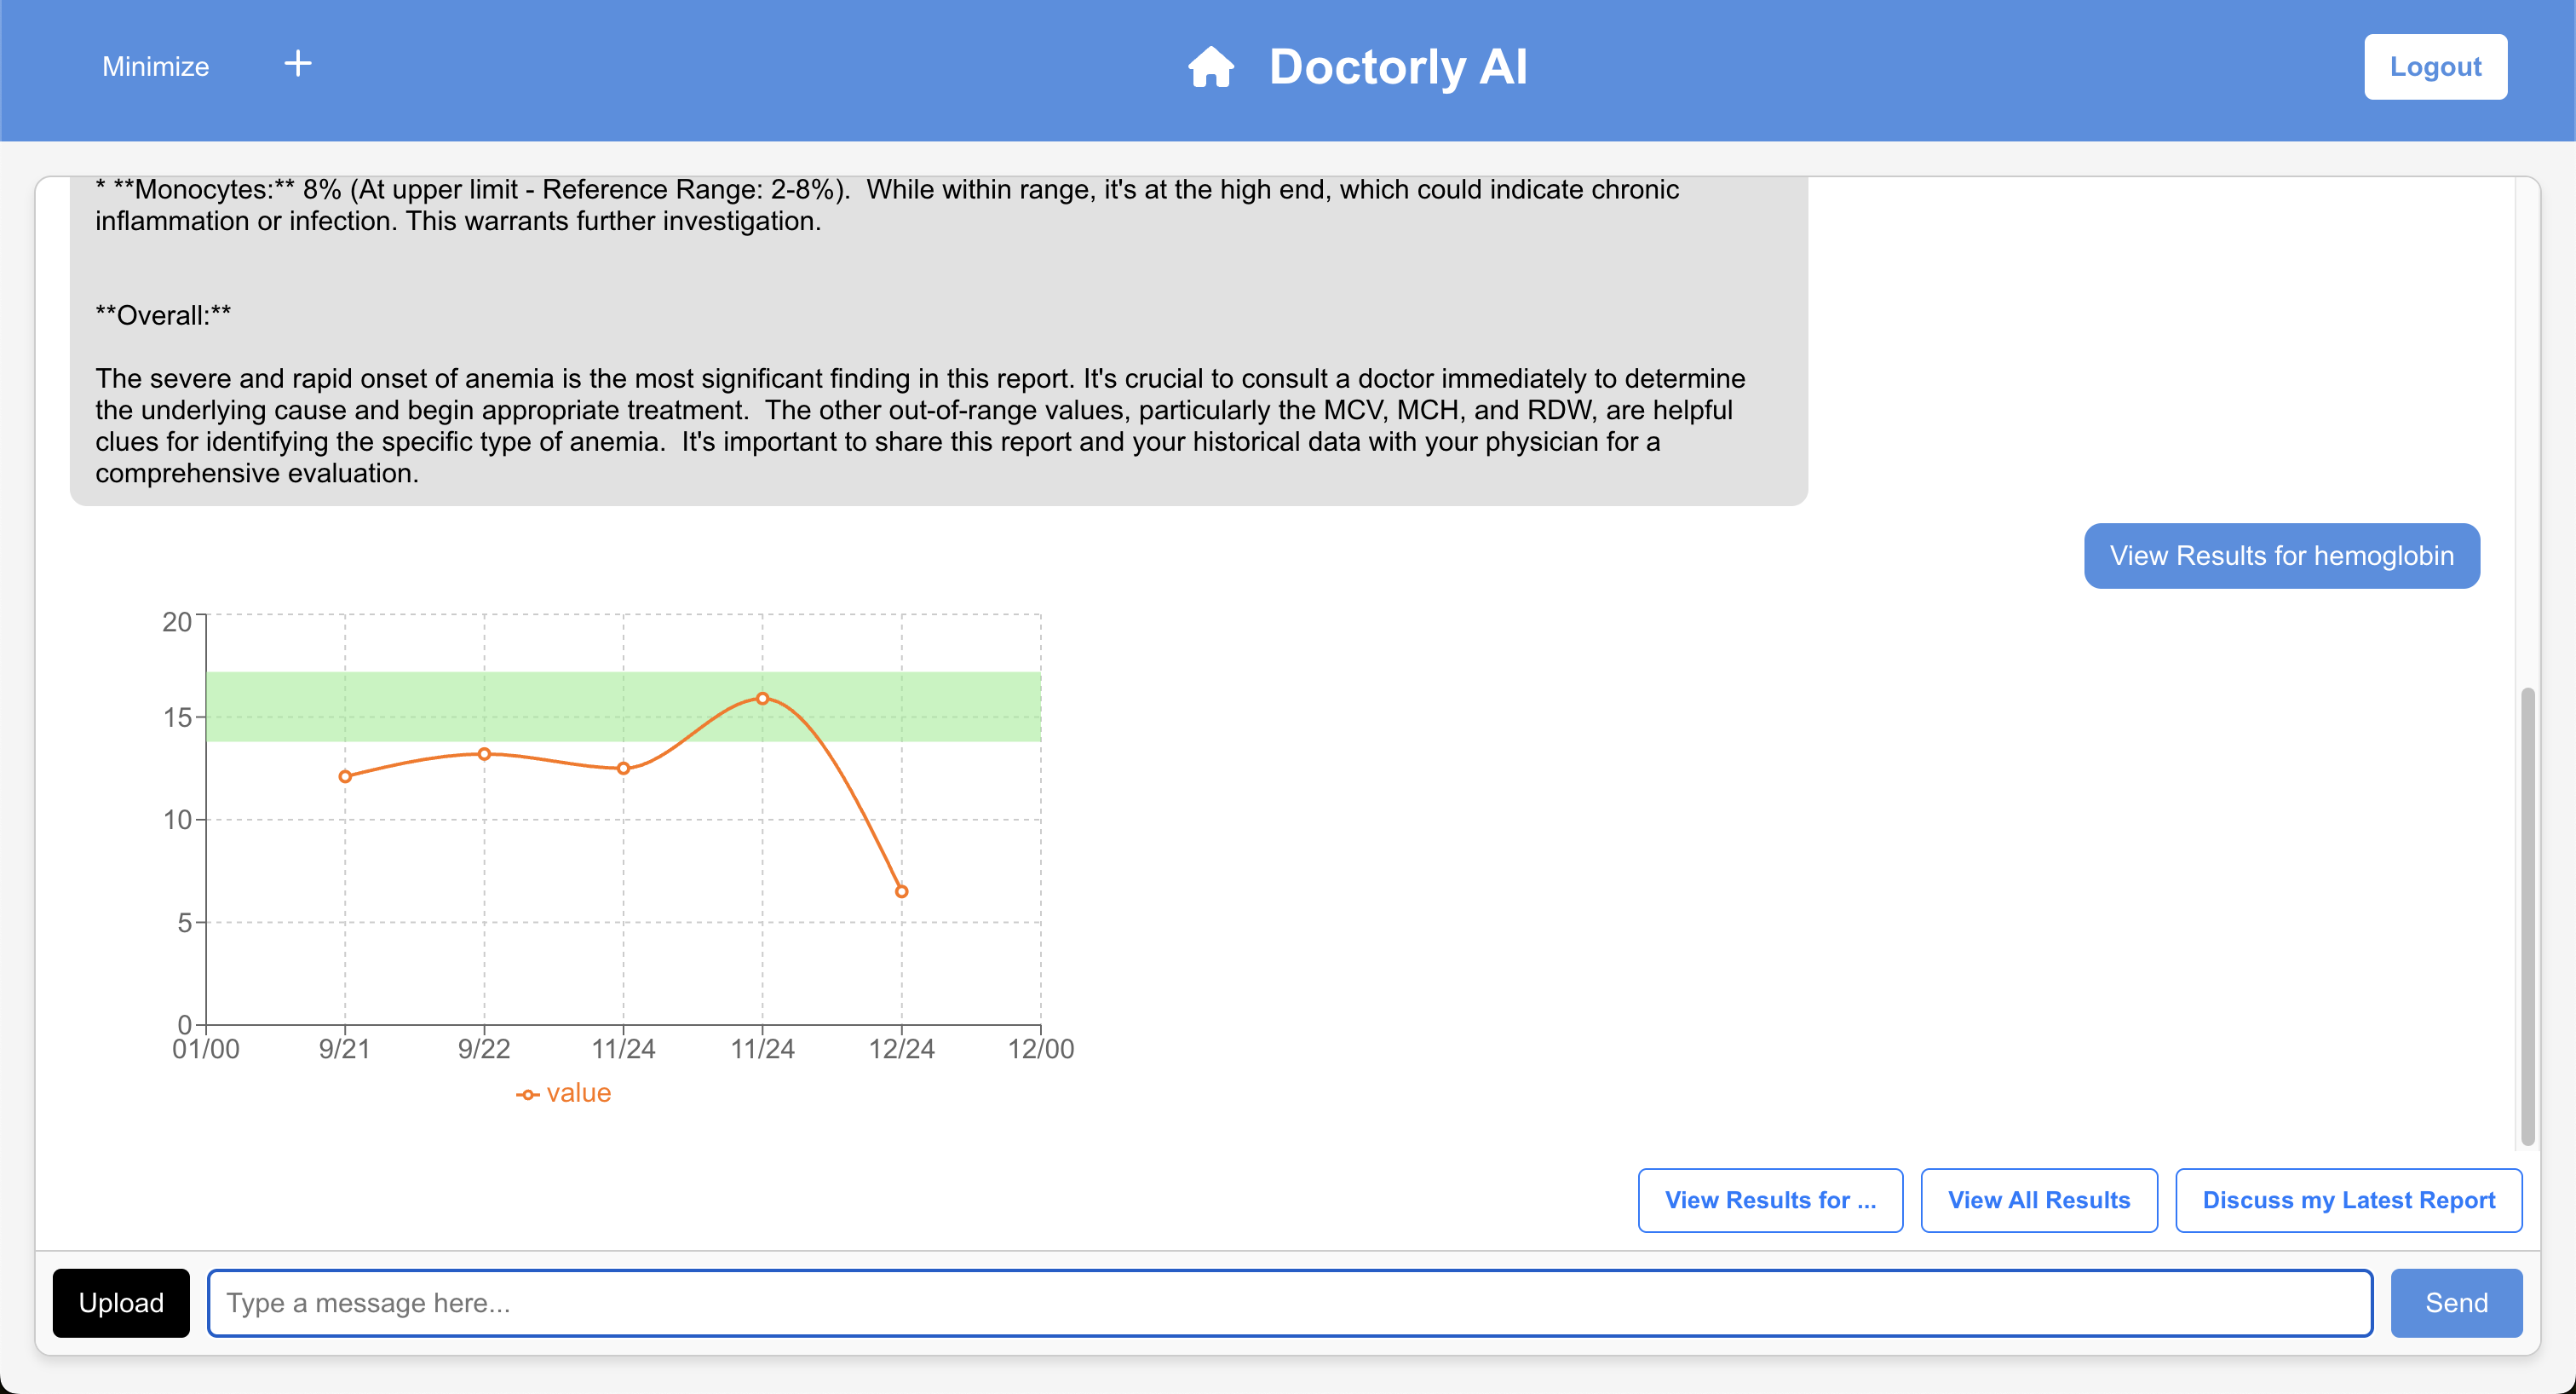 Minimize + Doctorly AI Logout
* **Monocytes:** 8% (At upper limit - Reference Range: 2-8%).  While within range, it's at the high end, which could indicate chronic
inflammation or infection. This warrants further investigation.
**Overall:**
The severe and rapid onset of anemia is the most significant finding in this report. It's crucial to consult a doctor immediately to determine
the underlying cause and begin appropriate treatment.  The other out-of-range values, particularly the MCV, MCH, and RDW, are helpful
clues for identifying the specific type of anemia.  It's important to share this report and your historical data with your physician for a
comprehensive evaluation.
View Results for hemoglobin
20
15
10
5
0
01/00 9/21 9/22 11/24 11/24 12/24 12/00
value
View Results for ... View All Results Discuss my Latest Report
Upload Type a message here... Send